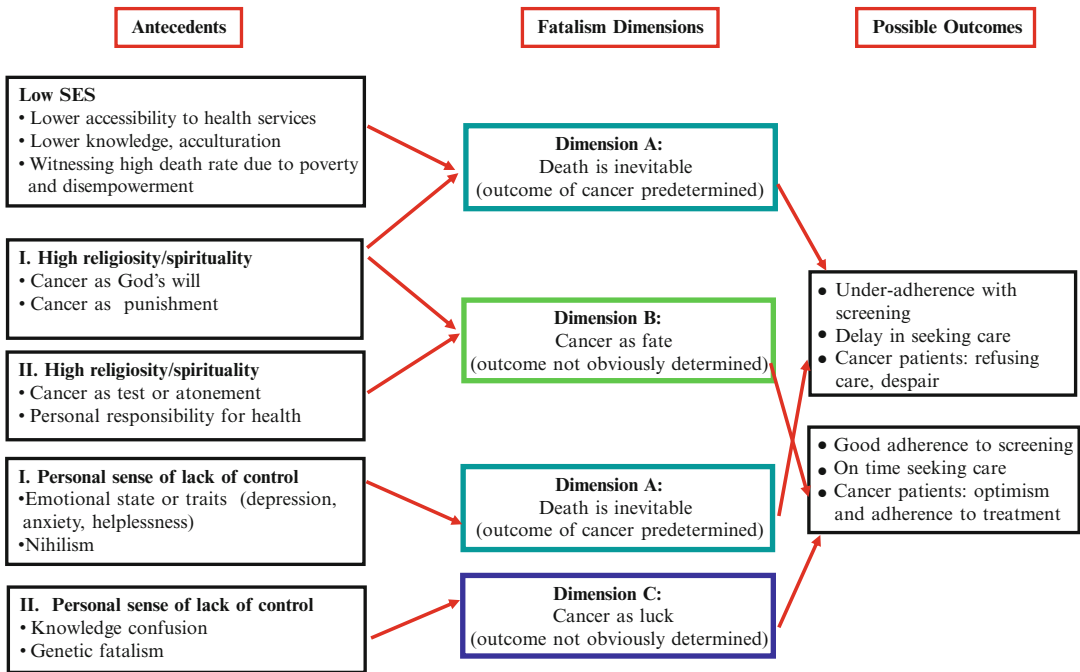 Antecedents
Fatalism Dimensions
Possible Outcomes
Low SES
• Lower accessibility to health services
• Lower knowledge, acculturation
• Witnessing high death rate due to poverty
and disempowerment
I. High religiosity/spirituality
• Cancer as God's will
• Cancer as punishment
II. High religiosity/spirituality
• Cancer as test or atonement
• Personal responsibility for health
I. Personal sense of lack of control
•Emotional state or traits (depression,
anxiety, helplessness)
•Nihilism
II. Personal sense of lack of control
• Knowledge confusion
• Genetic fatalism
Dimension A:
Death is inevitable
(outcome of cancer predetermined)
Dimension B:
Cancer as fate
(outcome not obviously determined)
Dimension A:
Death is inevitable
(outcome of cancer predetermined)
Dimension C:
Cancer as luck
(outcome not obviously determined)
• Under-adherence with
screening
• Delay in seeking care
• Cancer patients: refusing
care, despair
• Good adherence to screening
• On time seeking care
• Cancer patients: optimism
and adherence to treatment